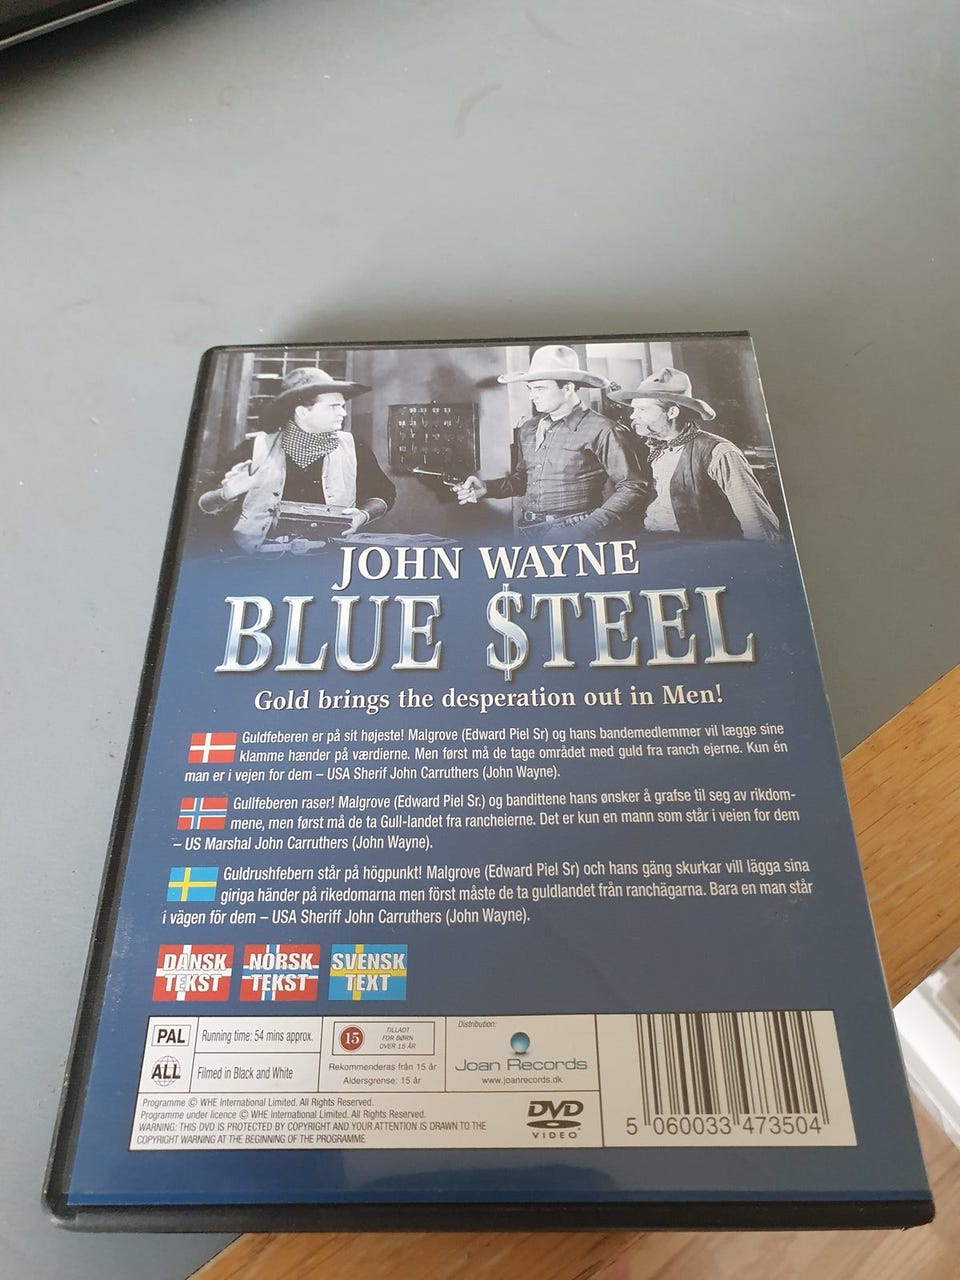 JOHN WAYNE
BLUE $TEEL
Gold brings the desperation out in Men!
Guldfeberen er på sit højeste! Malgrove (Edward Piel Sr) og hans bandemedlemmer vil lægge sine
klamme hænder på værdierne. Men først må de tage området med guld fra ranch ejerne. Kun én
man er i vejen for dem – USA Sherif John Carruthers (John Wayne).
Gullfeberen raser! Malgrove (Edward Piel Sr.) og bandittene hans ønsker å grafse til seg av rikdom-
mene, men først må de ta Gull-landet fra rancheierne. Det er kun en mann som står i veien for dem
– US Marshal John Carruthers (John Wayne).
Guldrushfebern står på högpunkt! Malgrove (Edward Piel Sr) och hans gäng skurkar vill lägga sina
giriga händer på rikedomarna men först måste de ta guldlandet från ranchägarna. Bara en man står
i vägen för dem – USA Sheriff John Carruthers (John Wayne).
DANSK TEKST
NORSK TEKST
SVENSK TEXT
PAL
Running time: 54 mins approx.
ALL
Filmed in Black and White
15
TILLADT
FOR BØRN
OVER 15 ÅR
Rekommenderas från 15 år
Aldersgrense: 15 år
Distribution:
Joan Records
www.joanrecords.dk
Programme © WHE International Limited. All Rights Reserved.
Programme under licence © WHE International Limited. All Rights Reserved.
WARNING: THIS DVD IS PROTECTED BY COPYRIGHT AND YOUR ATTENTION IS DRAWN TO THE
COPYRIGHT WARNING AT THE BEGINNING OF THE PROGRAMME
DVD
VIDEO
5 060033 473504